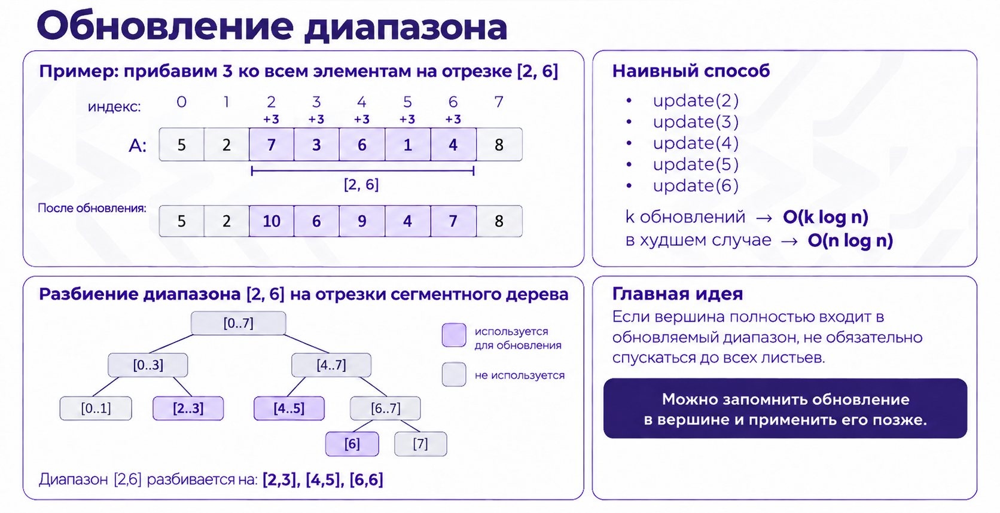 Обновление диапазона
Пример: прибавим 3 ко всем элементам на отрезке [2, 6]
индекс: 0 1 2 3 4 5 6 7
+3 +3 +3 +3 +3
A: 5 2 7 3 6 1 4 8
[2, 6]
После обновления: 5 2 10 6 9 4 7 8
Наивный способ
• update(2)
• update(3)
• update(4)
• update(5)
• update(6)
k обновлений → O(k log n)
в худшем случае → O(n log n)
Разбиение диапазона [2, 6] на отрезки сегментного дерева
[0..7]
[0..3] [4..7]
[0..1] [2..3] [4..5] [6..7]
[6] [7]
используется
для обновления
не используется
Диапазон [2,6] разбивается на: [2,3], [4,5], [6,6]
Главная идея
Если вершина полностью входит в
обновляемый диапазон, не обязательно
спускаться до всех листьев.
Можно запомнить обновление
в вершине и применить его позже.